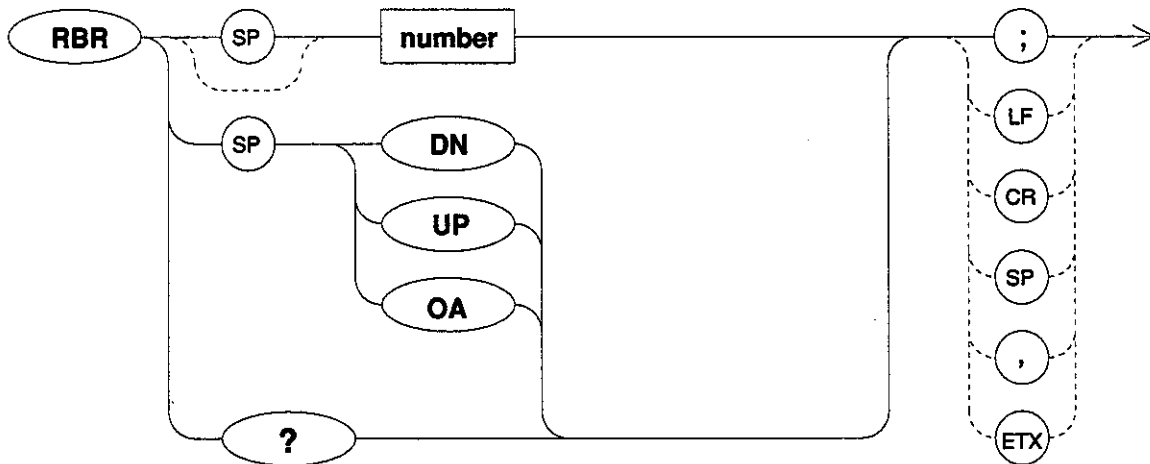 RBR SP number ;
LF
SP DN
UP CR
SP
OA
,
? ETX